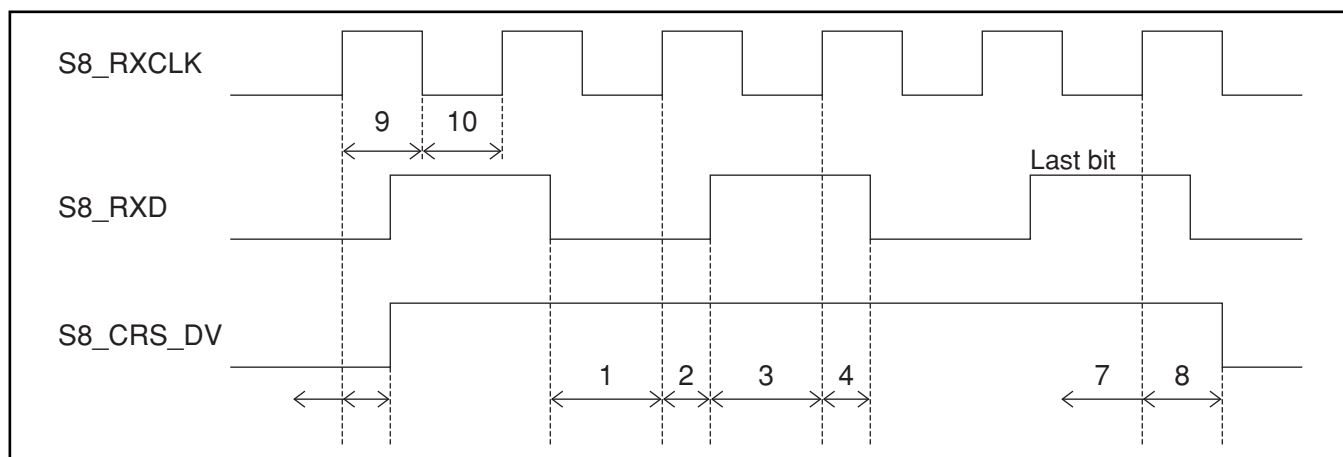 S8_RXCLK
9 10
Last bit
S8_RXD
S8_CRS_DV
1 2 3 4 7 8